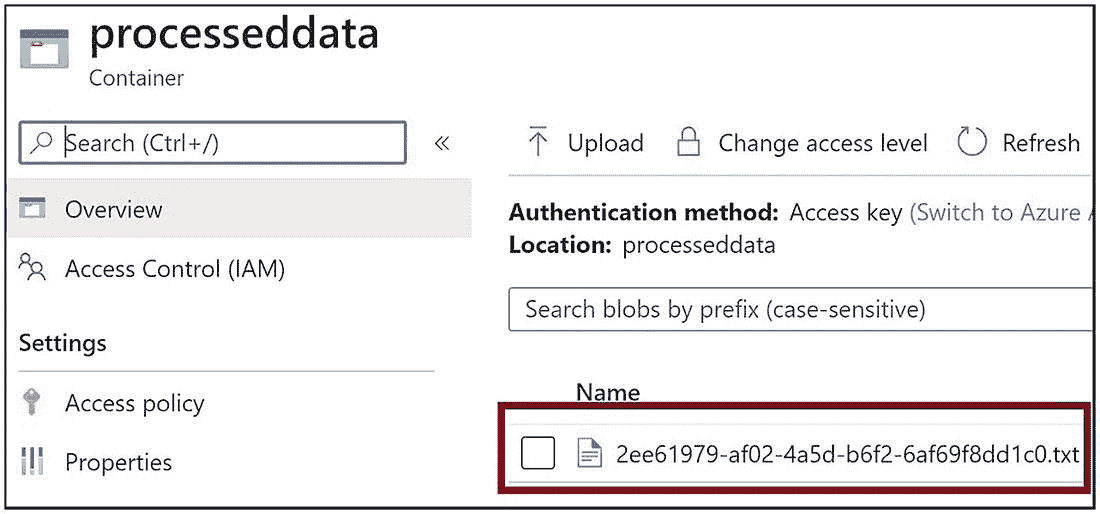 processeddata
Container
Search (Ctrl+/)
«
Overview
Access Control (IAM)
Settings
Access policy
Properties
Upload Change access level Refresh
Authentication method: Access key (Switch to Azure A
Location: processeddata
Search blobs by prefix (case-sensitive)
Name
2ee61979-af02-4a5d-b6f2-6af69f8dd1c0.txt